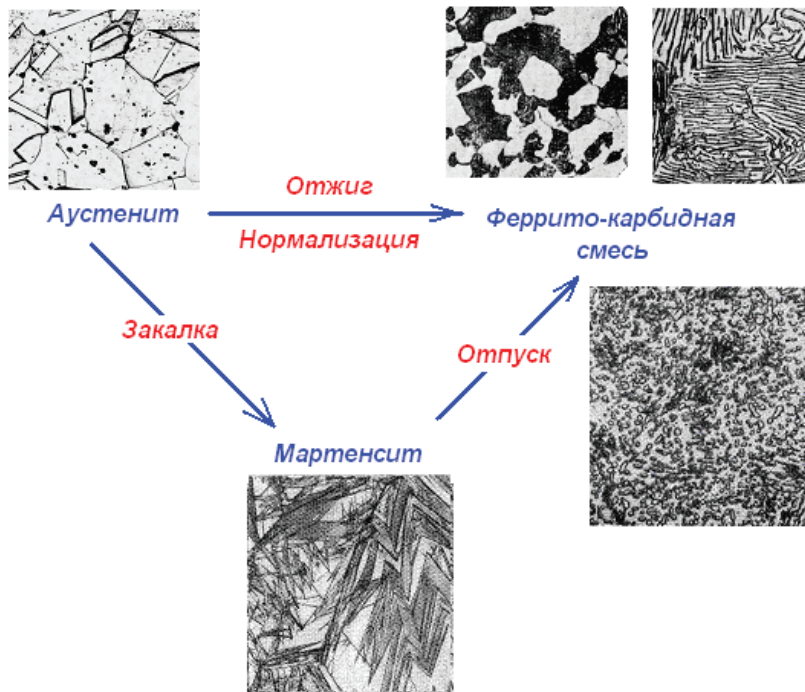 Отжиг
Аустенит
Нормализация
Феррито-карбидная
смесь
Закалка
Отпуск
Мартенсит